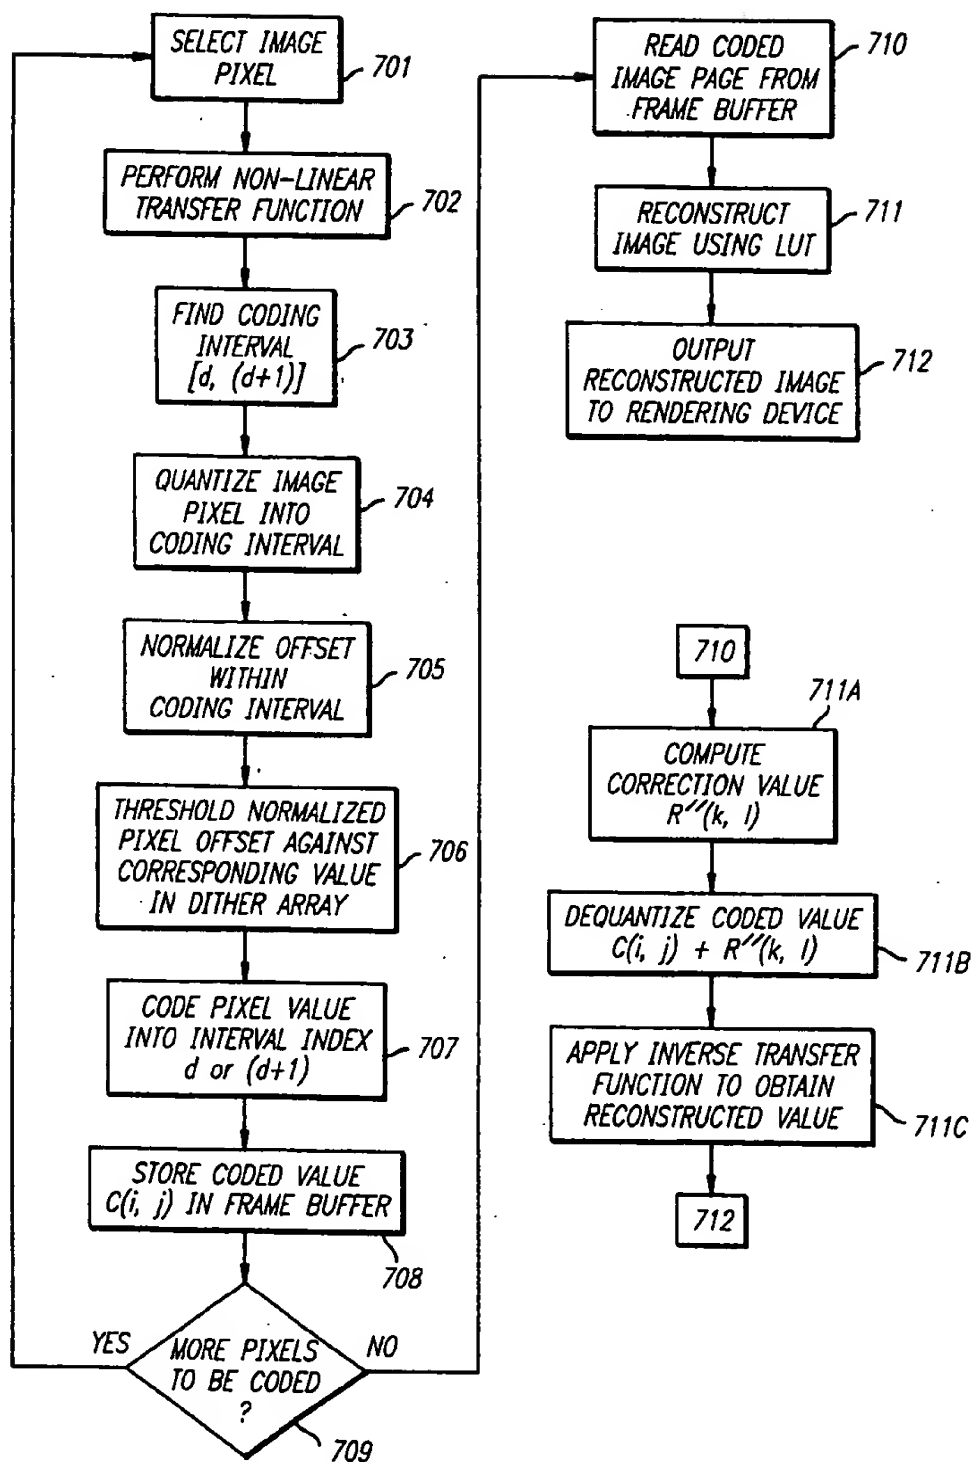 SELECT IMAGE
PIXEL
701
PERFORM NON-LINEAR
TRANSFER FUNCTION
702
FIND CODING
INTERVAL
[d, (d+1)]
703
QUANTIZE IMAGE
PIXEL INTO
CODING INTERVAL
704
NORMALIZE OFFSET
WITHIN
CODING INTERVAL
705
THRESHOLD NORMALIZED
PIXEL OFFSET AGAINST
CORRESPONDING VALUE
IN DITHER ARRAY
706
CODE PIXEL VALUE
INTO INTERVAL INDEX
d or (d+1)
707
STORE CODED VALUE
C(i, j) IN FRAME BUFFER
708
YES
MORE PIXELS
TO BE CODED
?
NO
709
READ CODED
IMAGE PAGE FROM
FRAME BUFFER
710
RECONSTRUCT
IMAGE USING LUT
711
OUTPUT
RECONSTRUCTED IMAGE
TO RENDERING DEVICE
712
710
711A
COMPUTE
CORRECTION VALUE
R″(k, l)
DEQUANTIZE CODED VALUE
C(i, j) + R″(k, l)
711B
APPLY INVERSE TRANSFER
FUNCTION TO OBTAIN
RECONSTRUCTED VALUE
711C
712